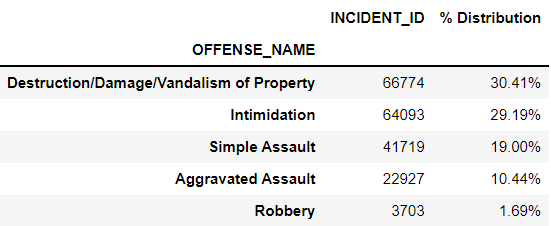 INCIDENT_ID % Distribution
OFFENSE_NAME
Destruction/Damage/Vandalism of Property 66774 30.41%
Intimidation 64093 29.19%
Simple Assault 41719 19.00%
Aggravated Assault 22927 10.44%
Robbery 3703 1.69%